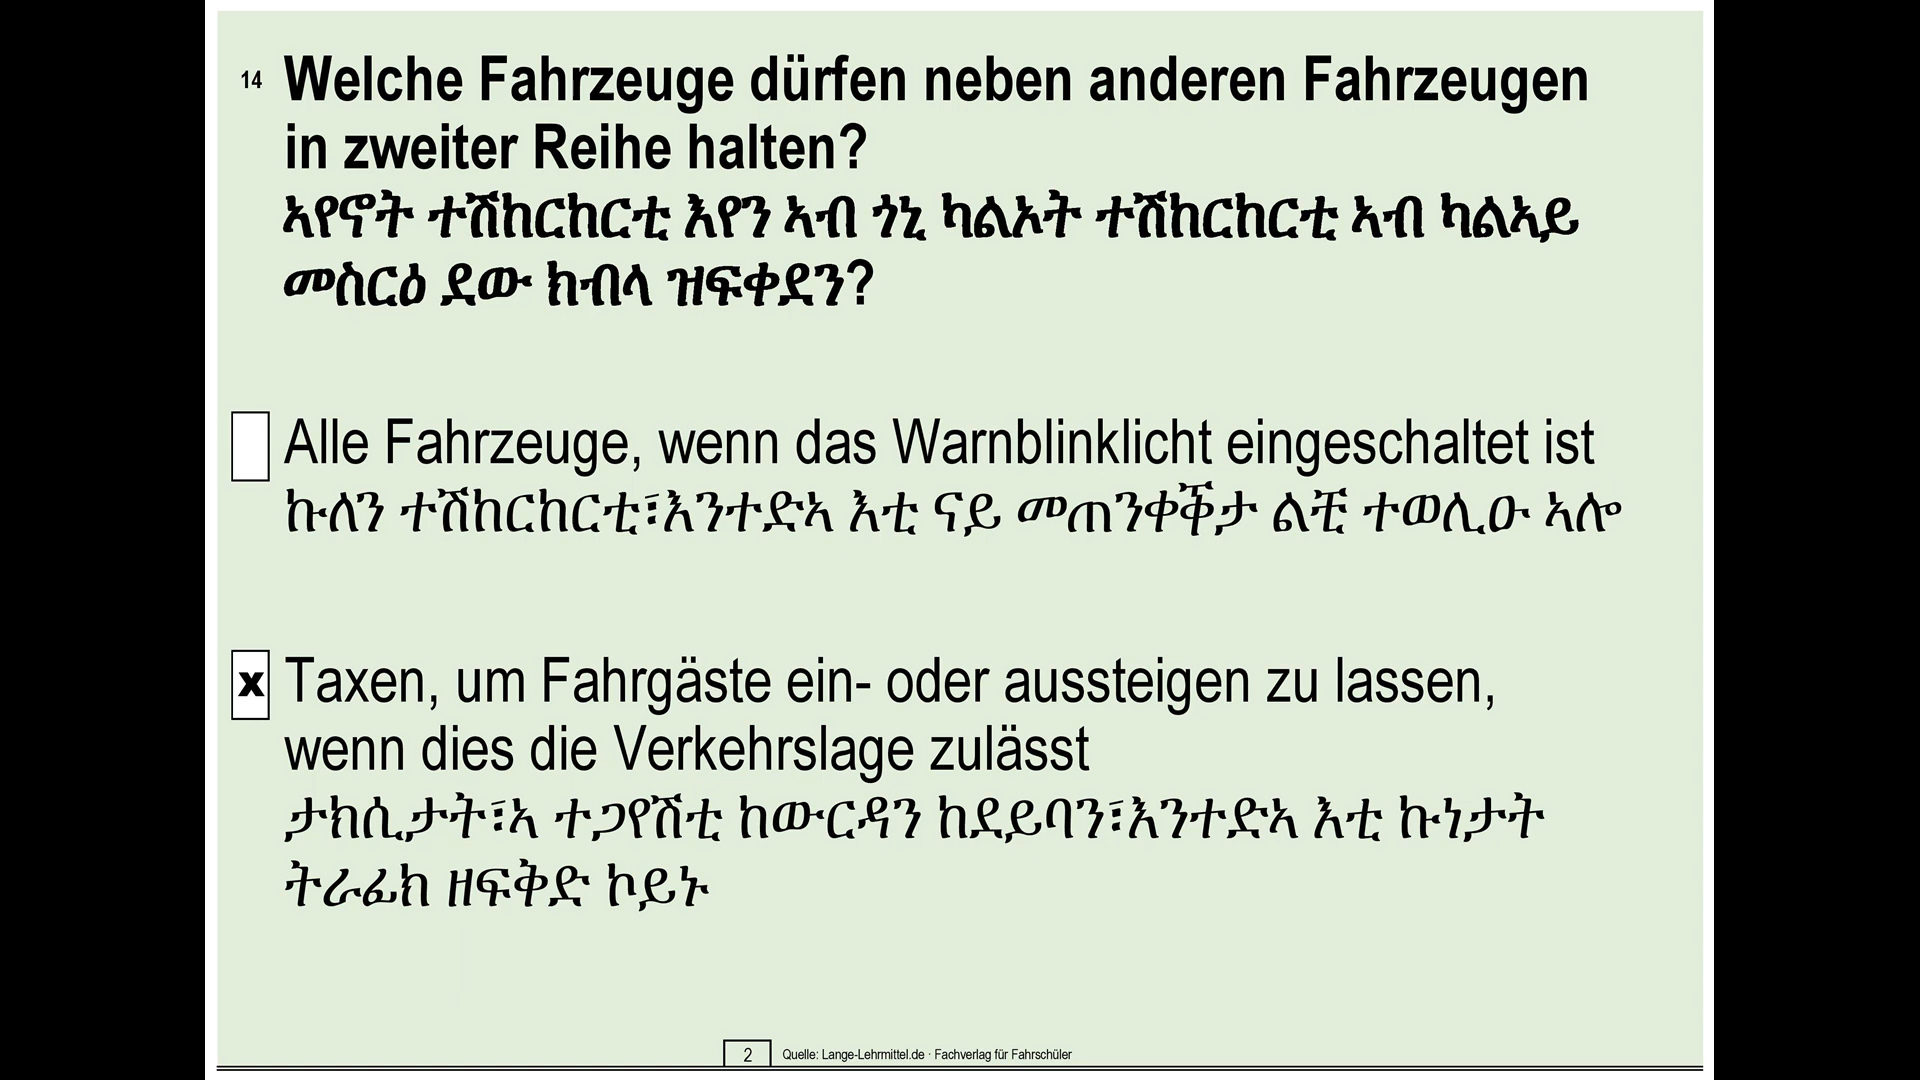 14 Welche Fahrzeuge dürfen neben anderen Fahrzeugen
in zweiter Reihe halten?
ኣየኖት ተሽከርከርቲ እየን ኣብ ጎኒ ካልኦት ተሽከርከርቲ ኣብ ካልኣይ
መስርዕ ደው ክብላ ዝፍቀደን?
Alle Fahrzeuge, wenn das Warnblinklicht eingeschaltet ist
ኩለን ተሽከርከርቲ፣እንተድኣ እቲ ናይ መጠንቀቕታ ልቺ ተወሊዑ ኣሎ
x Taxen, um Fahrgäste ein- oder aussteigen zu lassen,
wenn dies die Verkehrslage zulässt
ታክሲታት፣ኣ ተጋየሽቲ ከውርዳን ከደይባን፣እንተድኣ እቲ ኩነታት
ትራፊክ ዘፍቅድ ኮይኑ
2 Quelle: Lange-Lehrmittel.de · Fachverlag für Fahrschüler